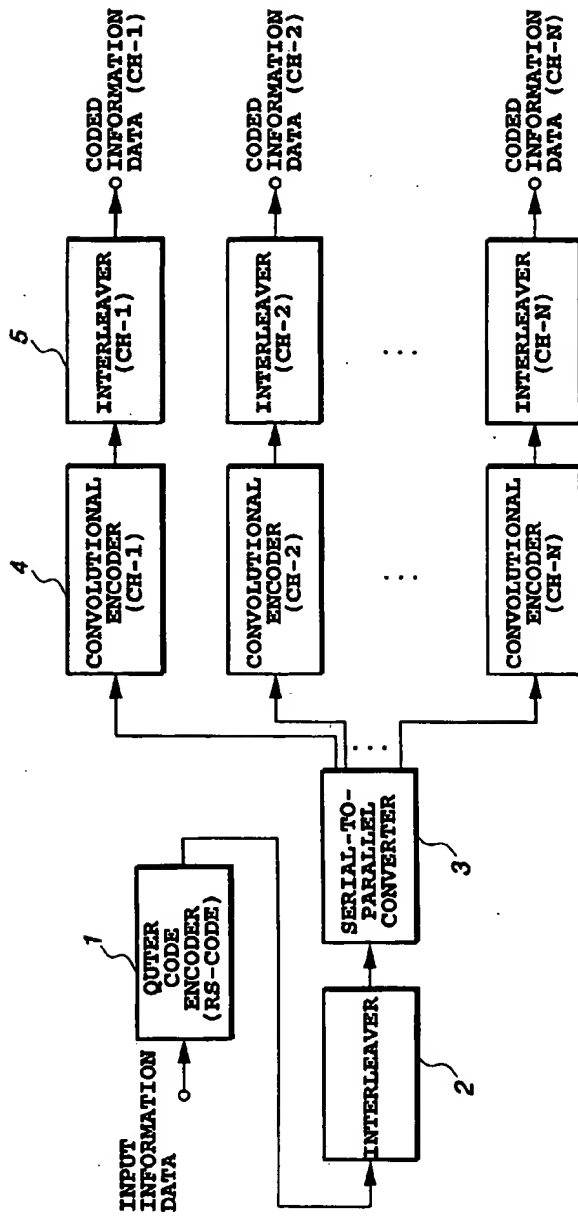 INPUT
INFORMATION
DATA
1
QUTER
CODE
ENCODER
(RS-CODE)
INTERLEAVER
2
SERIAL-TO-
PARALLEL
CONVERTER
3
...
4
CONVOLUTIONAL
ENCODER
(CH-1)
5
INTERLEAVER
(CH-1)
CODED
INFORMATION
DATA (CH-1)
CONVOLUTIONAL
ENCODER
(CH-2)
INTERLEAVER
(CH-2)
CODED
INFORMATION
DATA (CH-2)
...
...
CONVOLUTIONAL
ENCODER
(CH-N)
INTERLEAVER
(CH-N)
CODED
INFORMATION
DATA (CH-N)